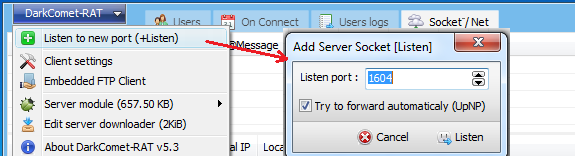 DarkComet-RAT
Users
On Connect
Users logs
Socket / Net
Listen to new port (+Listen)
@Message
Add Server Socket [Listen]
Client settings
Listen port :
1604
Embedded FTP Client
Server module (657.50 KB)
Try to forward automaticaly (UpNP)
Edit server downloader (2KiB)
Cancel
Listen
About DarkComet-RAT v5.3
al IP
Loca